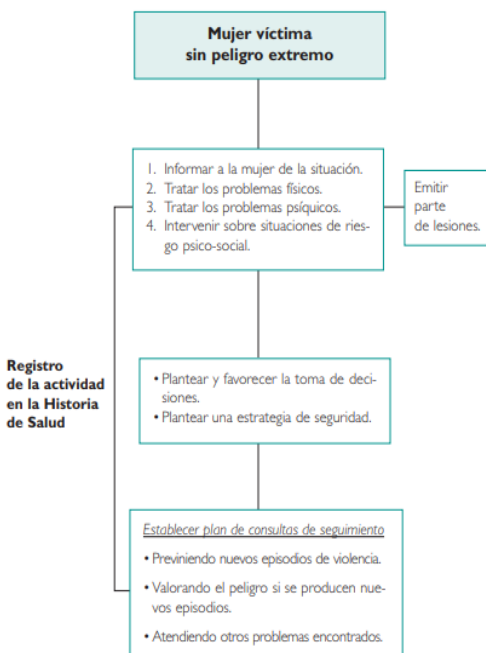 Mujer víctima
sin peligro extremo
1. Informar a la mujer de la situación.
2. Tratar los problemas físicos.
3. Tratar los problemas psíquicos.
4. Intervenir sobre situaciones de ries-
go psico-social.
Emitir
parte
de lesiones.
Registro
de la actividad
en la Historia
de Salud
• Plantear y favorecer la toma de deci-
siones.
• Plantear una estrategia de seguridad.
Establecer plan de consultas de seguimiento
• Previniendo nuevos episodios de violencia.
• Valorando el peligro si se producen nue-
vos episodios.
• Atendiendo otros problemas encontrados.